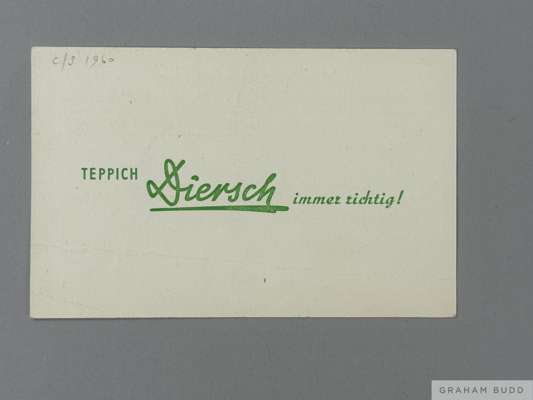 c/s 1960
TEPPICH Diersch immer richtig!
GRAHAM BUDD